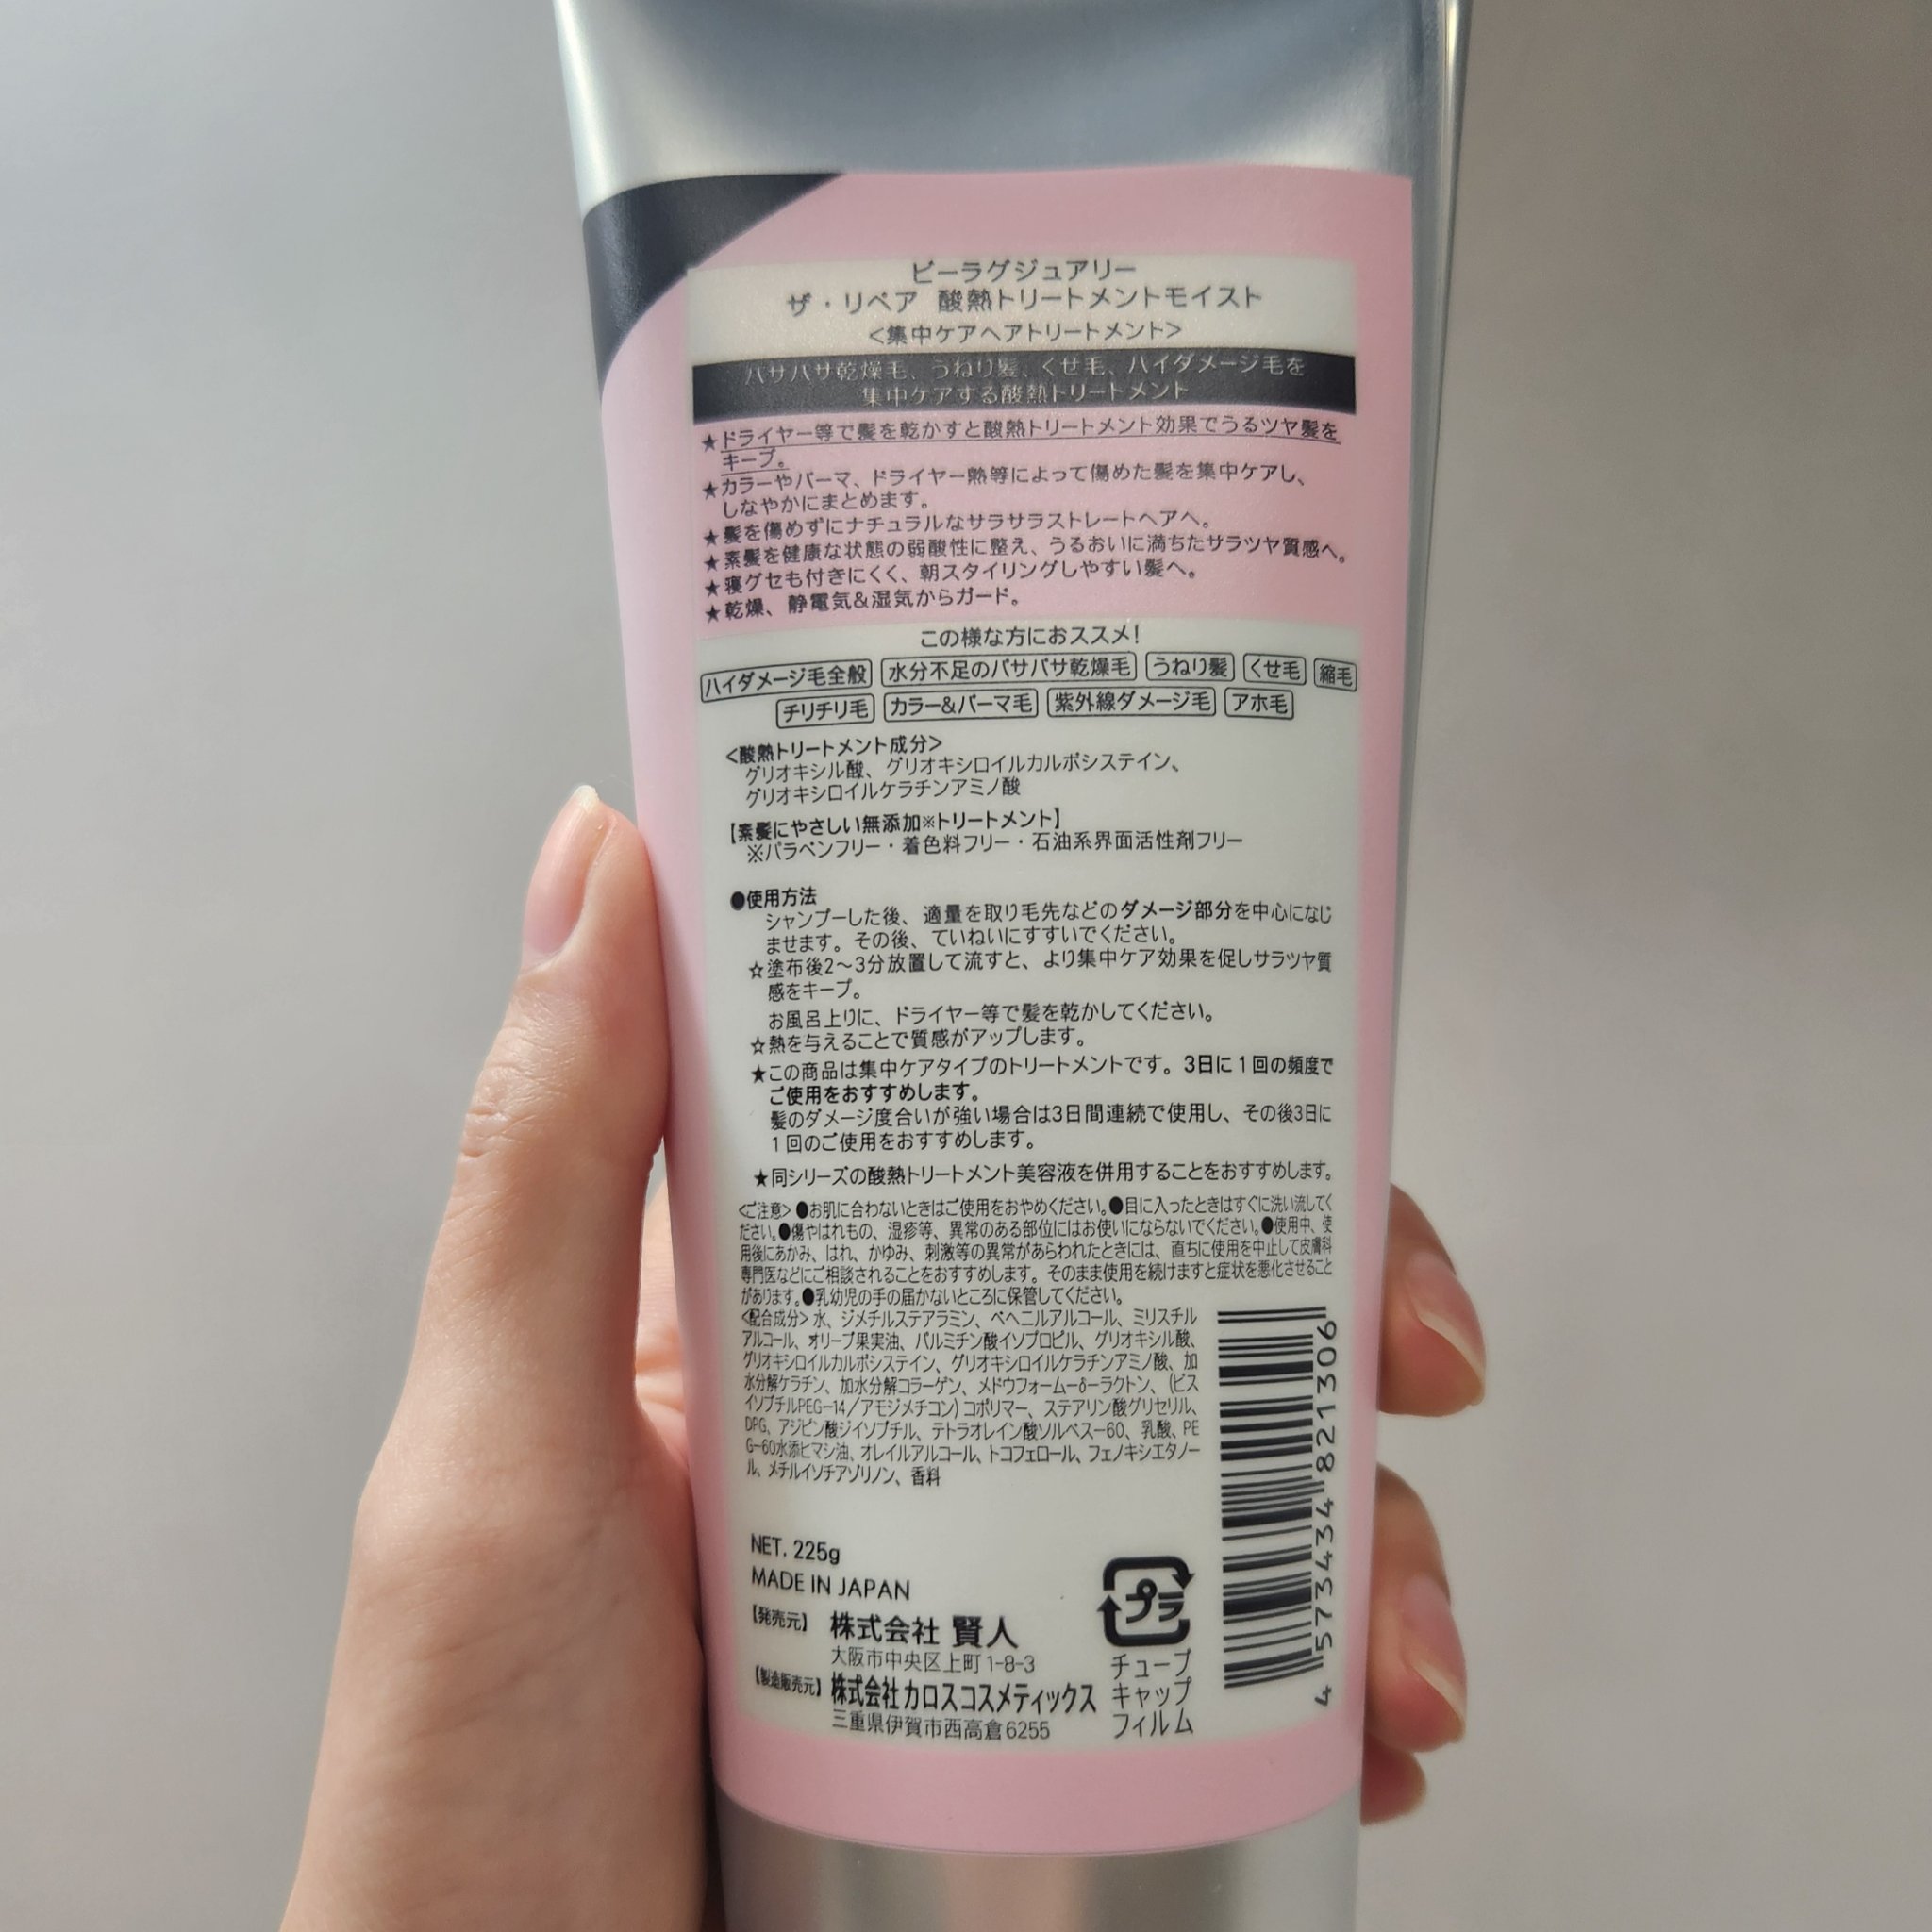 ビーラグジュアリー
ザ・リペア 酸熱トリートメントモイスト
<集中ケアヘアトリートメント>
パサパサ乾燥毛、うねり髪、くせ毛、ハイダメージ毛を
集中ケアする酸熱トリートメント
★ドライヤー等で髪を乾かすと酸熱トリートメント効果でうるツヤ髪を
キープ。
★カラーやパーマ、ドライヤー熱等によって傷めた髪を集中ケアし、
しなやかにまとめます。
★髪を傷めずにナチュラルなサラサラストレートヘアへ。
★素髪を健康な状態の弱酸性に整え、うるおいに満ちたサラツヤ質感へ。
★寝グセも付きにくく、朝スタイリングしやすい髪へ。
★乾燥、静電気&湿気からガード。
この様な方におススメ!
ハイダメージ毛全般 水分不足のパサパサ乾燥毛 うねり髪 くせ毛 縮毛
チリチリ毛 カラー&パーマ毛 紫外線ダメージ毛 アホ毛
<酸熱トリートメント成分>
グリオキシル酸、グリオキシロイルカルボシステイン、
グリオキシロイルケラチンアミノ酸
【素髪にやさしい無添加※トリートメント】
※パラベンフリー・着色料フリー・石油系界面活性剤フリー
●使用方法
シャンプーした後、適量を取り毛先などのダメージ部分を中心になじ
ませます。その後、ていねいにすすいでください。
☆塗布後2～3分放置して流すと、より集中ケア効果を促しサラツヤ質
感をキープ。
お風呂上りに、ドライヤー等で髪を乾かしてください。
☆熱を与えることで質感がアップします。
★この商品は集中ケアタイプのトリートメントです。3日に1回の頻度で
ご使用をおすすめします。
髪のダメージ度合いが強い場合は3日間連続で使用し、その後3日に
1回のご使用をおすすめします。
★同シリーズの酸熱トリートメント美容液を併用することをおすすめします。
<ご注意>●お肌に合わないときはご使用をおやめください。●目に入ったときはすぐに洗い流してく
ださい。●傷やはれもの、湿疹等、異常のある部位にはお使いにならないでください。●使用中、使
用後にあかみ、はれ、かゆみ、刺激等の異常があらわれたときには、直ちに使用を中止して皮膚科
専門医などにご相談されることをおすすめします。そのまま使用を続けますと症状を悪化させること
があります。●乳幼児の手の届かないところに保管してください。
<配合成分>水、ジメチルステアラミン、ベヘニルアルコール、ミリスチル
アルコール、オリーブ果実油、パルミチン酸イソプロピル、グリオキシル酸、
グリオキシロイルカルボシステイン、グリオキシロイルケラチンアミノ酸、加
水分解ケラチン、加水分解コラーゲン、メドウフォーム-δ-ラクトン、(ビス
イソブチルPEG-14/アモジメチコン)コポリマー、ステアリン酸グリセリル、
DPG、アジピン酸ジイソブチル、テトラオレイン酸ソルベス-60、乳酸、PE
G-60水添ヒマシ油、オレイルアルコール、トコフェロール、フェノキシエタノー
ル、メチルイソチアゾリノン、香料
NET. 225g
MADE IN JAPAN
【発売元】 株式会社 賢人
大阪市中央区上町1-8-3
【製造販売元】 株式会社カロスコスメティックス
三重県伊賀市西高倉6255
プラ
チューブ
キャップ
フィルム
4 573434 821306